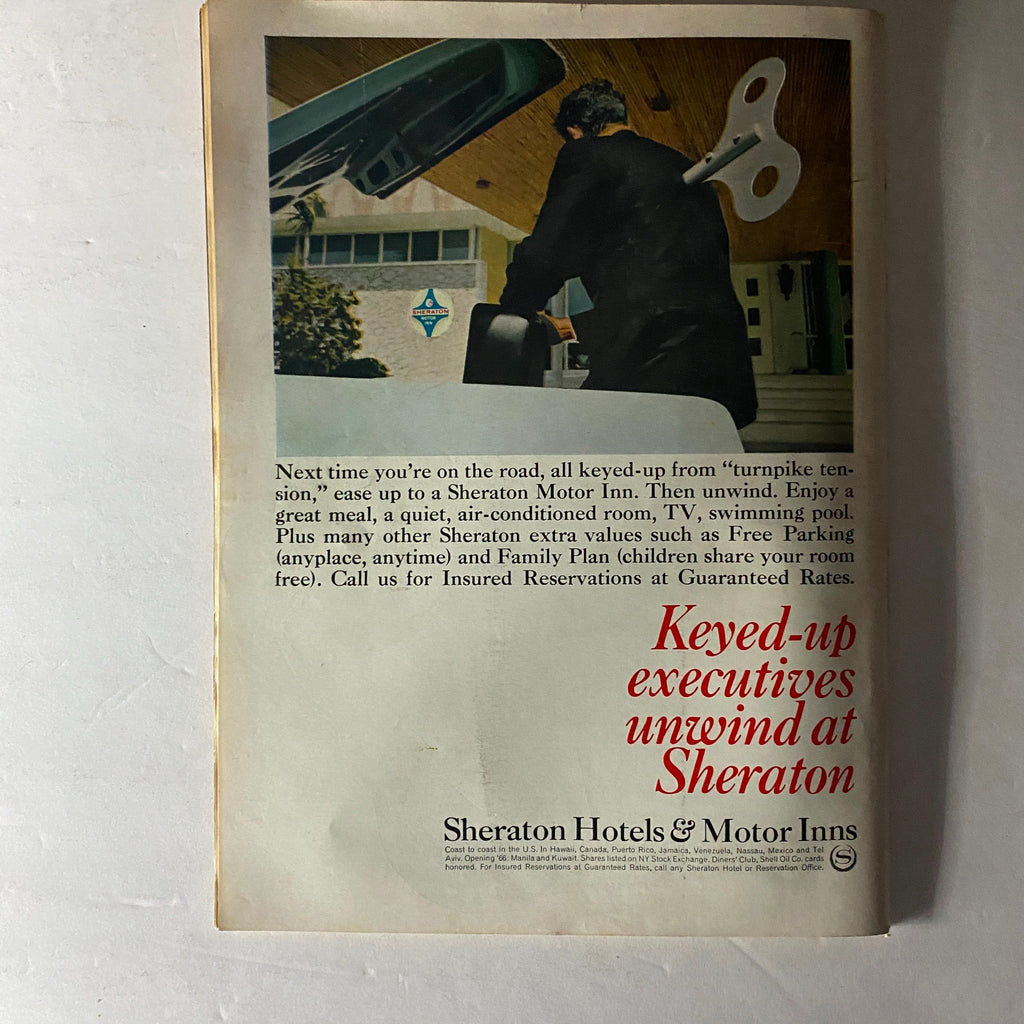 SHERATON
MOTOR
INN
Next time you're on the road, all keyed-up from “turnpike ten-
sion,” ease up to a Sheraton Motor Inn. Then unwind. Enjoy a
great meal, a quiet, air-conditioned room, TV, swimming pool.
Plus many other Sheraton extra values such as Free Parking
(anyplace, anytime) and Family Plan (children share your room
free). Call us for Insured Reservations at Guaranteed Rates.
Keyed-up
executives
unwind at
Sheraton
Sheraton Hotels & Motor Inns
Coast to coast in the U.S. In Hawaii, Canada, Puerto Rico, Jamaica, Venezuela, Nassau, Mexico and Tel
Aviv. Opening '66: Manila and Kuwait. Shares listed on NY Stock Exchange. Diners' Club, Shell Oil Co. cards
honored. For Insured Reservations at Guaranteed Rates, call any Sheraton Hotel or Reservation Office.
S